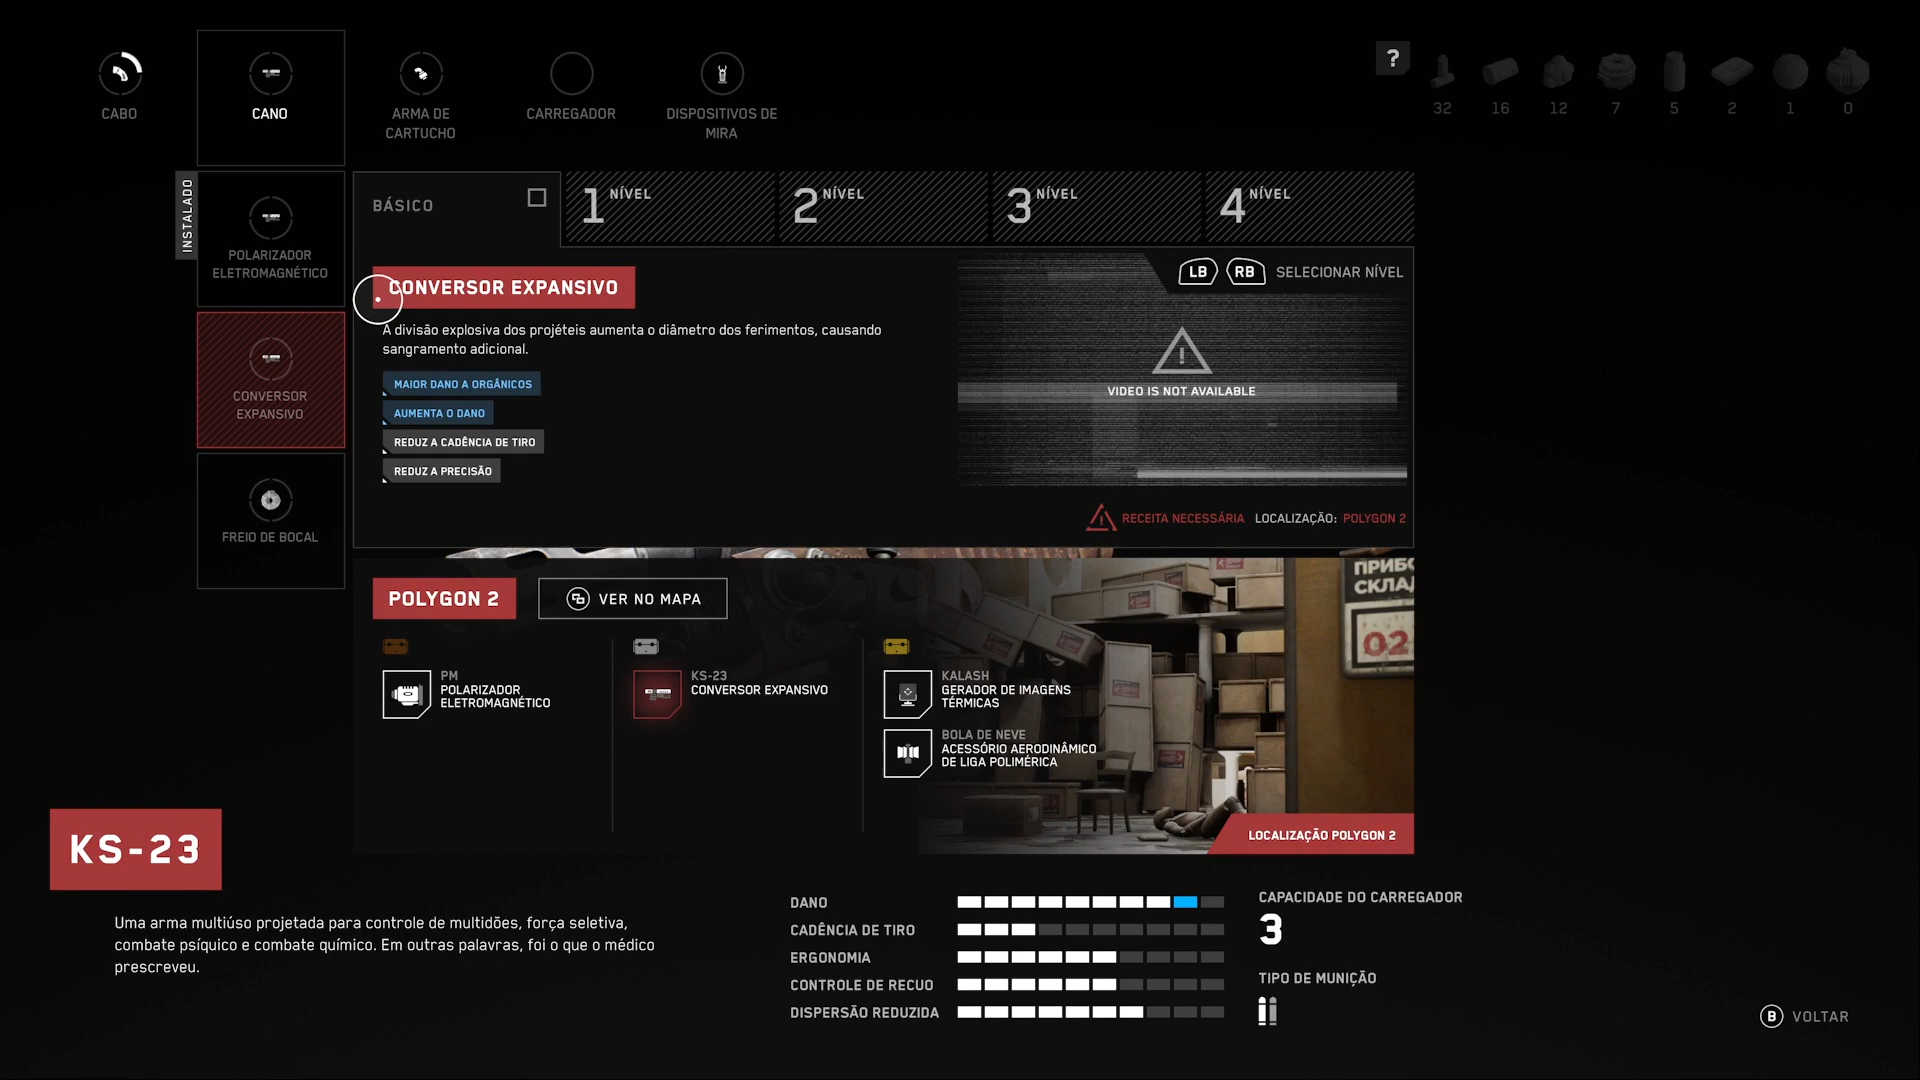 CABO
CANO
ARMA DE
CARTUCHO
CARREGADOR
DISPOSITIVOS DE
MIRA
?
32
16
12
7
5
2
1
0
INSTALADO
POLARIZADOR
ELETROMAGNÉTICO
CONVERSOR
EXPANSIVO
FREIO DE BOCAL
BÁSICO
1 NÍVEL
2 NÍVEL
3 NÍVEL
4 NÍVEL
CONVERSOR EXPANSIVO
LB RB SELECIONAR NÍVEL
A divisão explosiva dos projéteis aumenta o diâmetro dos ferimentos, causando
sangramento adicional.
MAIOR DANO A ORGÂNICOS
AUMENTA O DANO
REDUZ A CADÊNCIA DE TIRO
REDUZ A PRECISÃO
VIDEO IS NOT AVAILABLE
RECEITA NECESSÁRIA LOCALIZAÇÃO: POLYGON 2
POLYGON 2
VER NO MAPA
PM
POLARIZADOR
ELETROMAGNÉTICO
KS-23
CONVERSOR EXPANSIVO
KALASH
GERADOR DE IMAGENS
TÉRMICAS
BOLA DE NEVE
ACESSÓRIO AERODINÂMICO
DE LIGA POLIMÉRICA
ПРИБО
СКЛА
02
LOCALIZAÇÃO POLYGON 2
KS-23
Uma arma multiúso projetada para controle de multidões, força seletiva,
combate psíquico e combate químico. Em outras palavras, foi o que o médico
prescreveu.
DANO
CADÊNCIA DE TIRO
ERGONOMIA
CONTROLE DE RECUO
DISPERSÃO REDUZIDA
CAPACIDADE DO CARREGADOR
3
TIPO DE MUNIÇÃO
B VOLTAR